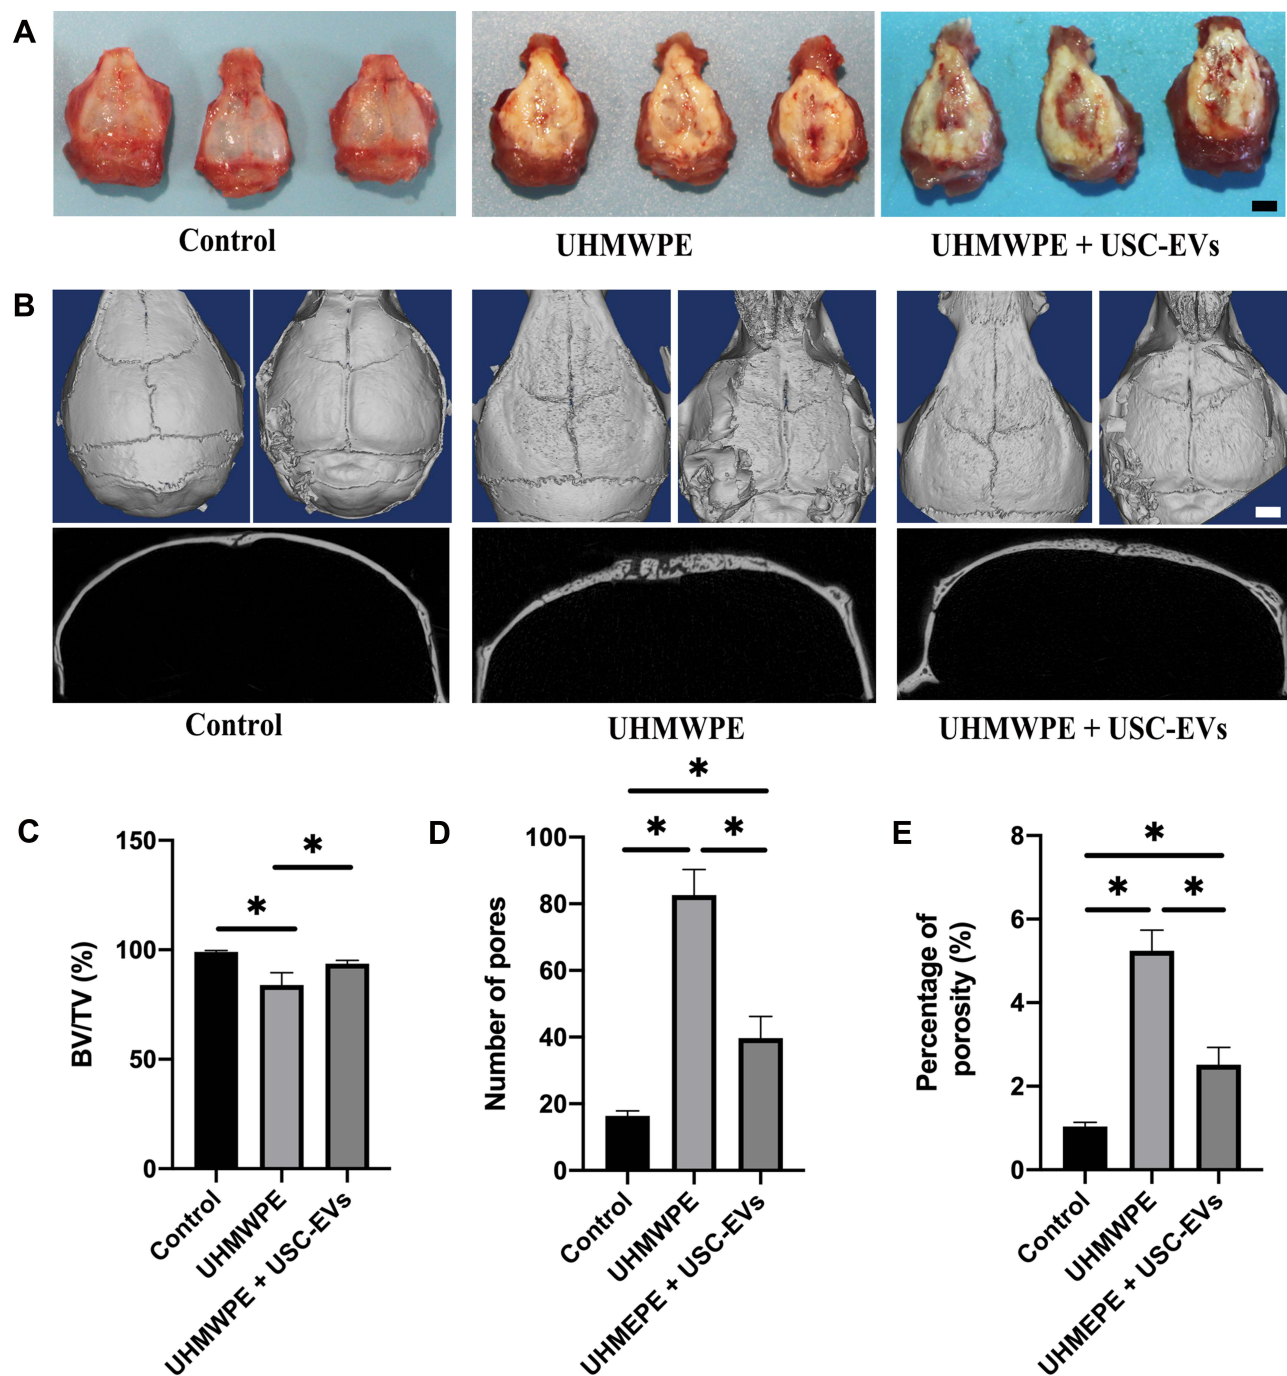 A
Control
UHMWPE
UHMWPE + USC-EVs
B
Control
UHMWPE
UHMWPE + USC-EVs
C
BV/TV (%)
150
100
50
0
*
*
Control
UHMWPE
UHMWPE + USC-EVs
D
Number of pores
100
80
60
40
20
0
*
*
*
Control
UHMWPE
UHMEPE + USC-EVs
E
Percentage of
porosity (%)
8
6
4
2
0
*
*
*
Control
UHMWPE
UHMEPE + USC-EVs